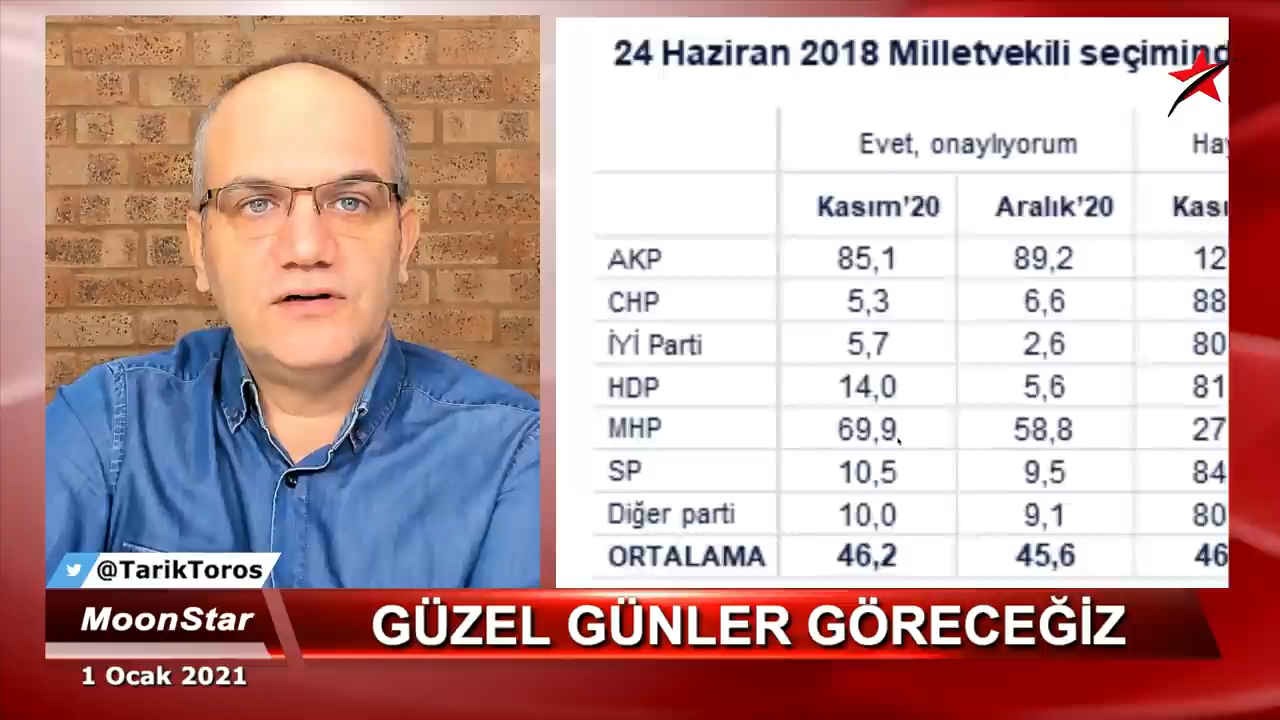 24 Haziran 2018 Milletvekili seçimind
Evet, onaylıyorum Hay
Kasım'20 Aralık'20 Kası
AKP 85,1 89,2 12
CHP 5,3 6,6 88
İYİ Parti 5,7 2,6 80
HDP 14,0 5,6 81
MHP 69,9 58,8 27
SP 10,5 9,5 84
Diğer parti 10,0 9,1 80
ORTALAMA 46,2 45,6 46
@TarikToros
MoonStar
GÜZEL GÜNLER GÖRECEĞİZ
1 Ocak 2021